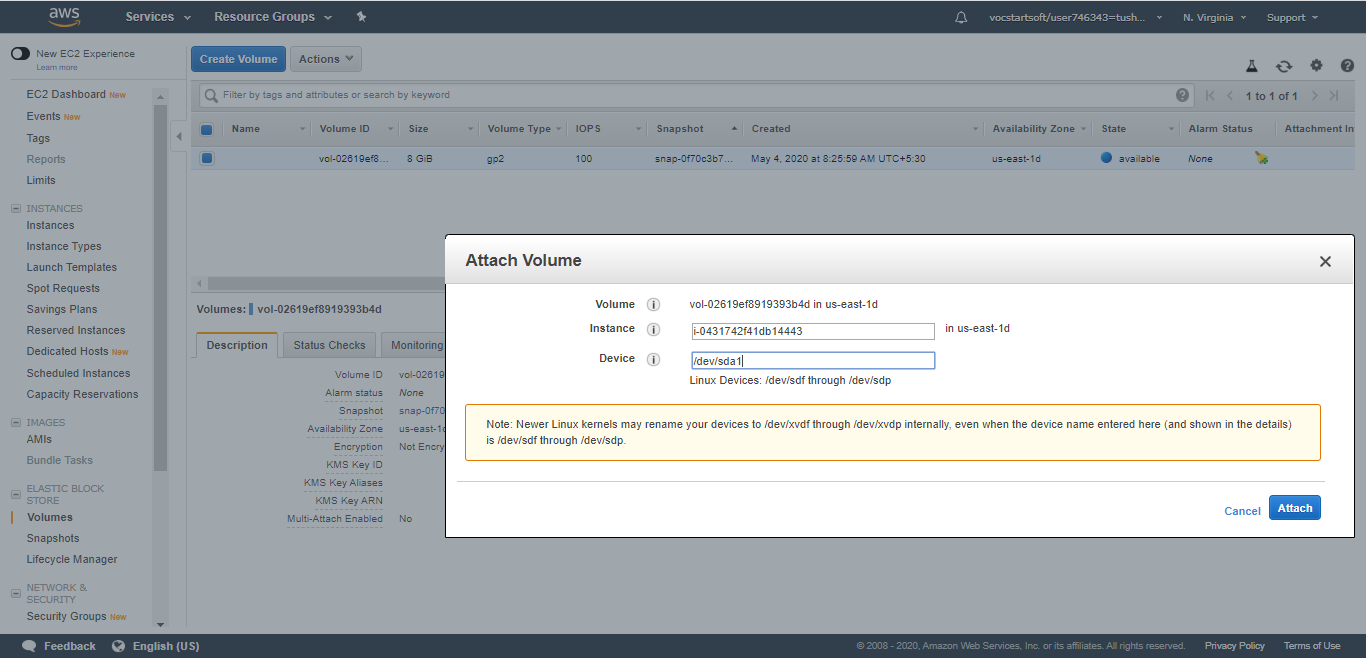 aws Services Resource Groups vocstartsoft/user746343=tush... N. Virginia Support
New EC2 Experience
Learn more
EC2 Dashboard New
Events New
Tags
Reports
Limits
INSTANCES
Instances
Instance Types
Launch Templates
Spot Requests
Savings Plans
Reserved Instances
Dedicated Hosts New
Scheduled Instances
Capacity Reservations
IMAGES
AMIs
Bundle Tasks
ELASTIC BLOCK
STORE
Volumes
Snapshots
Lifecycle Manager
NETWORK &
SECURITY
Security Groups New
Create Volume Actions
Filter by tags and attributes or search by keyword 1 to 1 of 1
Name Volume ID Size Volume Type IOPS Snapshot Created Availability Zone State Alarm Status Attachment In
vol-02619ef8... 8 GiB gp2 100 snap-0f70c3b7... May 4, 2020 at 8:25:59 AM UTC+5:30 us-east-1d available None
Volumes: vol-02619ef8919393b4d
Description Status Checks Monitoring
Volume ID vol-02619
Alarm status None
Snapshot snap-0f70
Availability Zone us-east-1d
Encryption Not Encry
KMS Key ID
KMS Key Aliases
KMS Key ARN
Multi-Attach Enabled No
Attach Volume
Volume vol-02619ef8919393b4d in us-east-1d
Instance i-0431742f41db14443 in us-east-1d
Device /dev/sda1
Linux Devices: /dev/sdf through /dev/sdp
Note: Newer Linux kernels may rename your devices to /dev/xvdf through /dev/xvdp internally, even when the device name entered here (and shown in the details)
is /dev/sdf through /dev/sdp.
Cancel Attach
Feedback English (US) © 2008 - 2020, Amazon Web Services, Inc. or its affiliates. All rights reserved. Privacy Policy Terms of Use